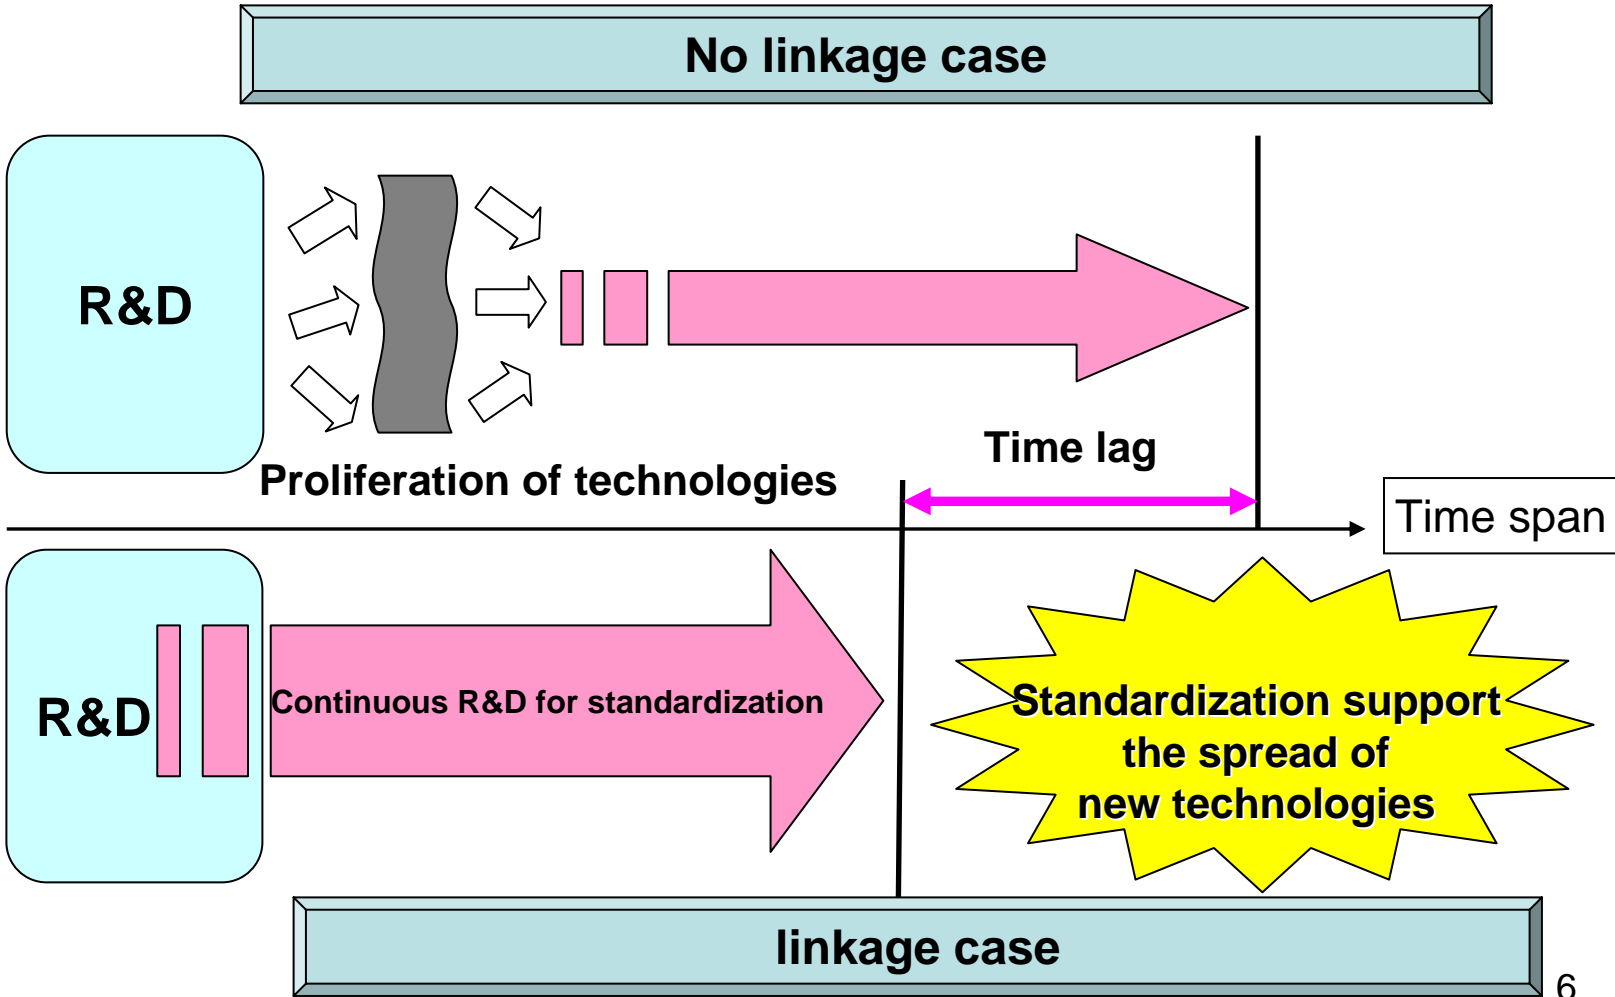 No linkage case
R&D
Time lag
Proliferation of technologies
Time span
R&D
Continuous R&D for standardization
Standardization support
the spread of
new technologies
linkage case
6